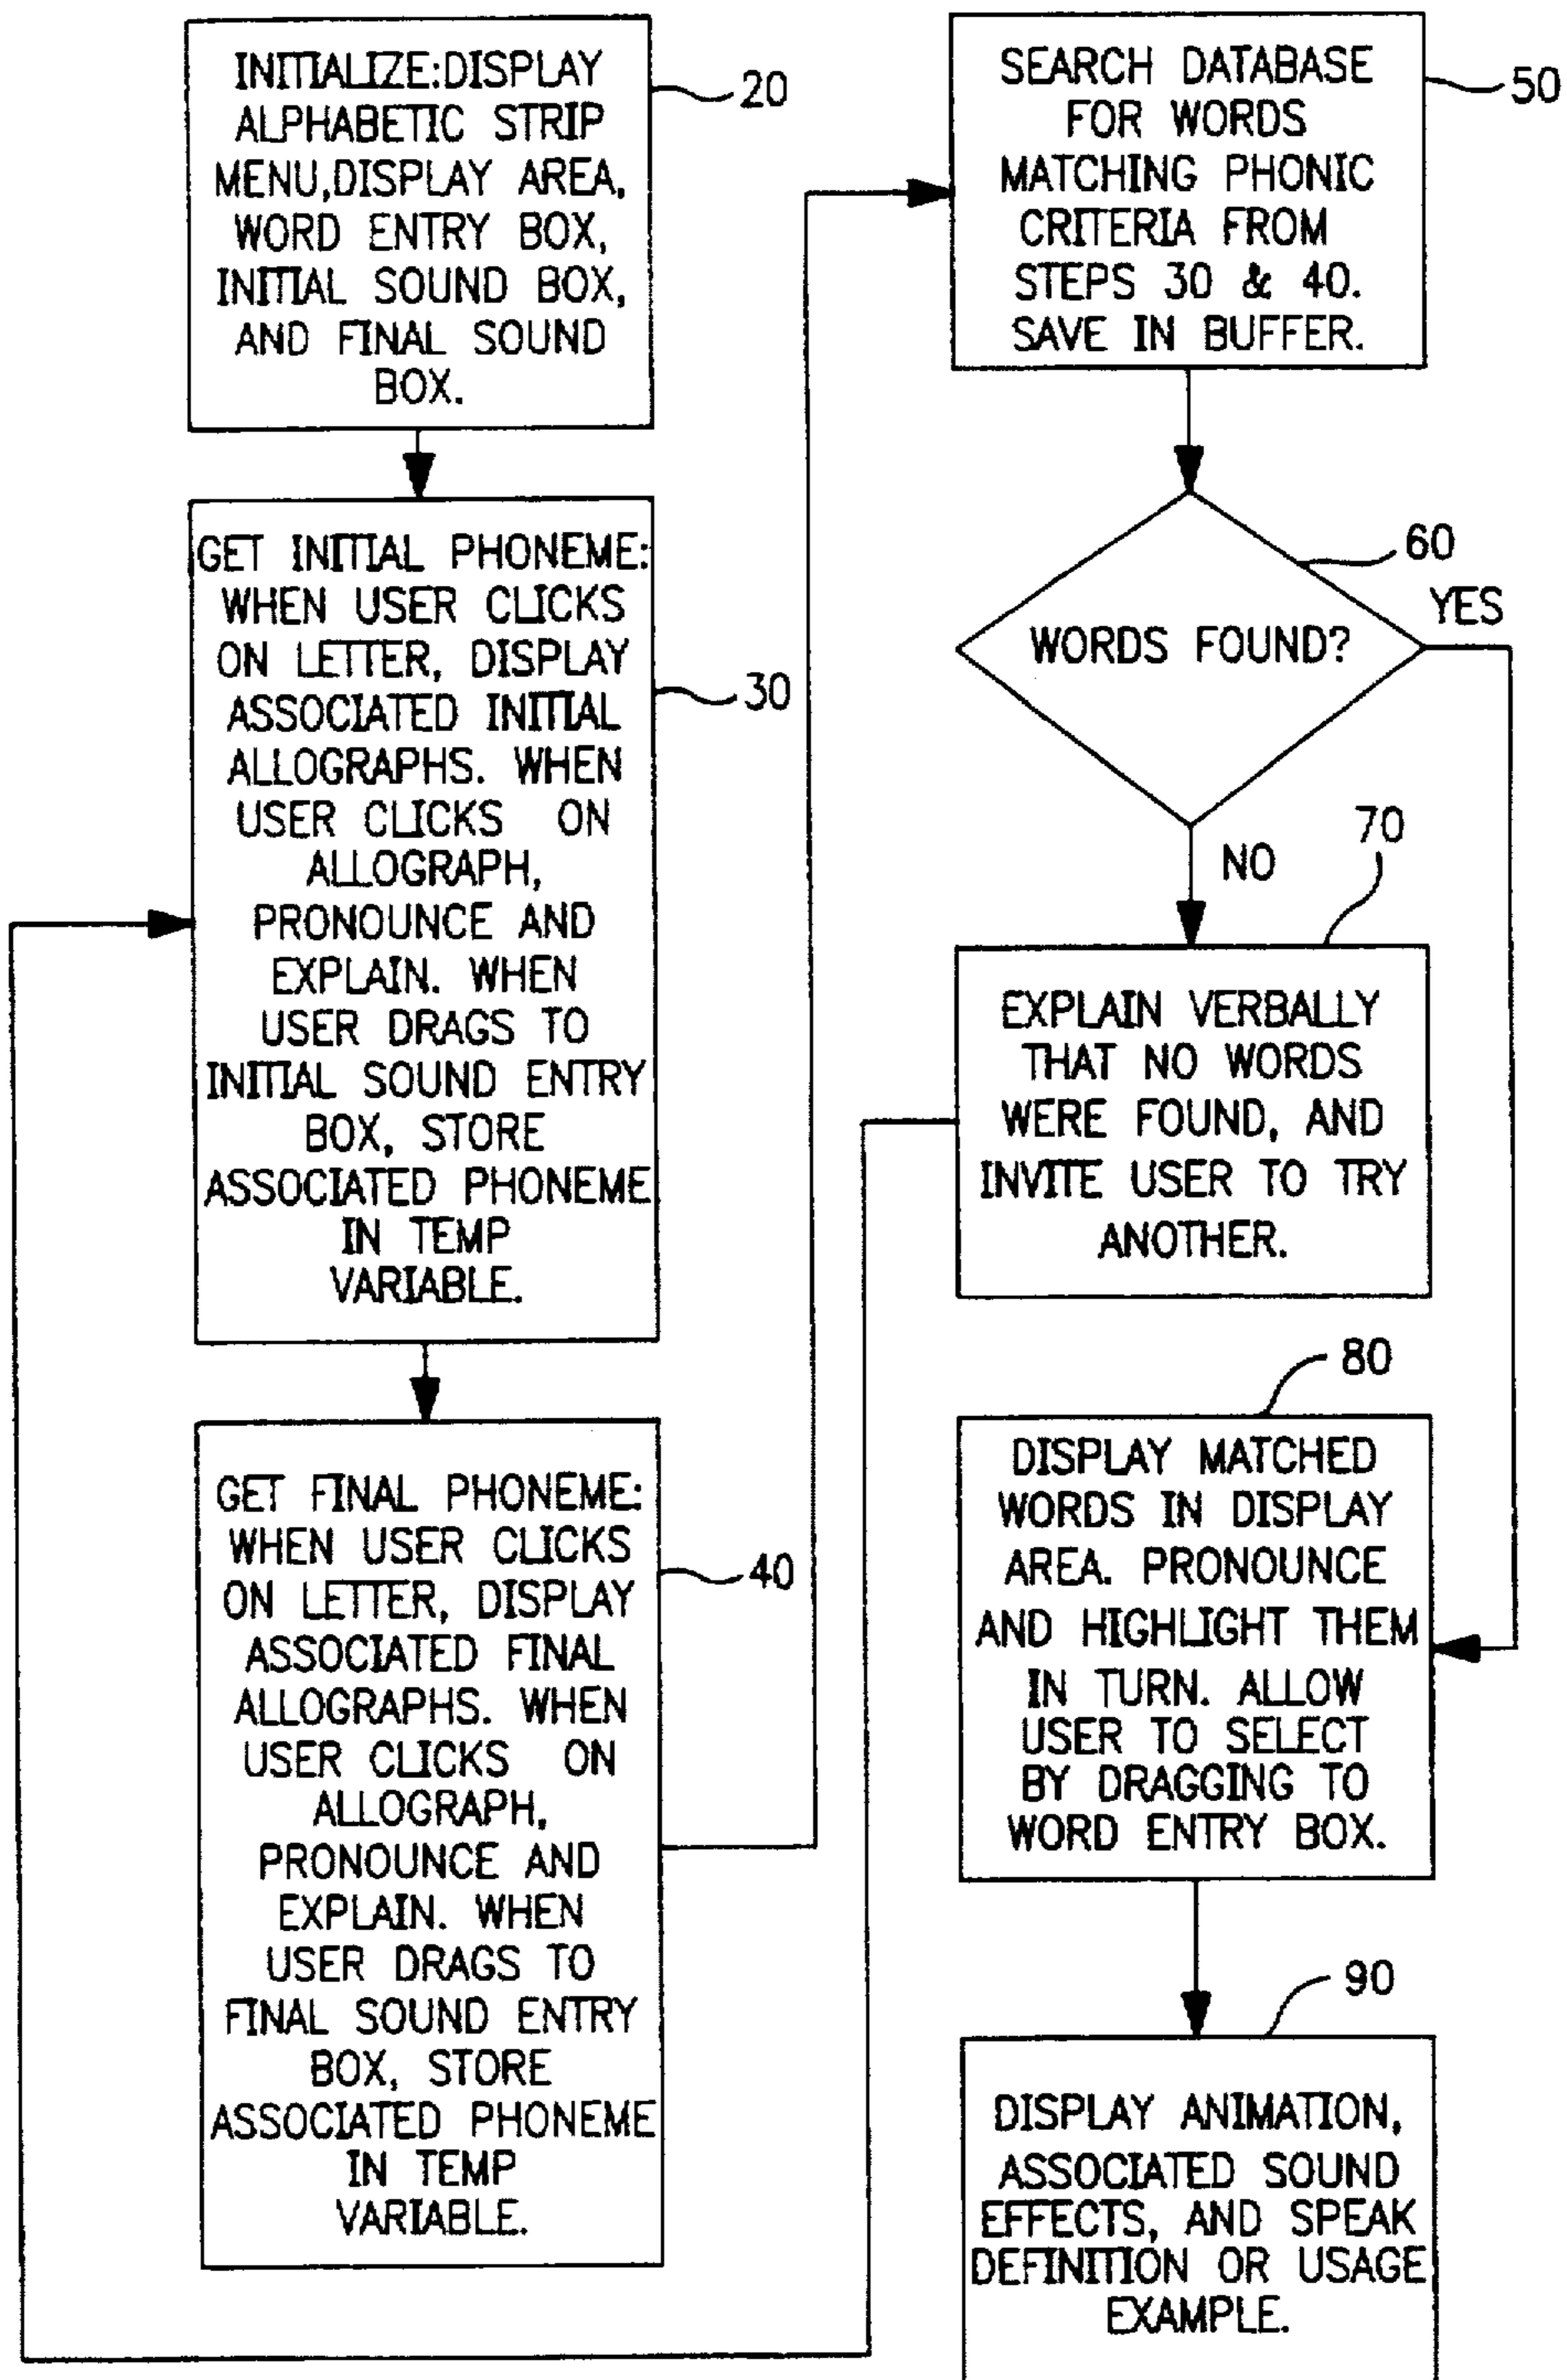 INITIALIZE:DISPLAY
ALPHABETIC STRIP
MENU,DISPLAY AREA,
WORD ENTRY BOX,
INITIAL SOUND BOX,
AND FINAL SOUND
BOX.
20
GET INITIAL PHONEME:
WHEN USER CLICKS
ON LETTER, DISPLAY
ASSOCIATED INITIAL
ALLOGRAPHS. WHEN
USER CLICKS ON
ALLOGRAPH,
PRONOUNCE AND
EXPLAIN. WHEN
USER DRAGS TO
INITIAL SOUND ENTRY
BOX, STORE
ASSOCIATED PHONEME
IN TEMP
VARIABLE.
30
GET FINAL PHONEME:
WHEN USER CLICKS
ON LETTER, DISPLAY
ASSOCIATED FINAL
ALLOGRAPHS. WHEN
USER CLICKS ON
ALLOGRAPH,
PRONOUNCE AND
EXPLAIN. WHEN
USER DRAGS TO
FINAL SOUND ENTRY
BOX, STORE
ASSOCIATED PHONEME
IN TEMP
VARIABLE.
40
SEARCH DATABASE
FOR WORDS
MATCHING PHONIC
CRITERIA FROM
STEPS 30 & 40.
SAVE IN BUFFER.
50
WORDS FOUND?
60
YES
NO
70
EXPLAIN VERBALLY
THAT NO WORDS
WERE FOUND, AND
INVITE USER TO TRY
ANOTHER.
80
DISPLAY MATCHED
WORDS IN DISPLAY
AREA. PRONOUNCE
AND HIGHLIGHT THEM
IN TURN. ALLOW
USER TO SELECT
BY DRAGGING TO
WORD ENTRY BOX.
90
DISPLAY ANIMATION,
ASSOCIATED SOUND
EFFECTS, AND SPEAK
DEFINITION OR USAGE
EXAMPLE.